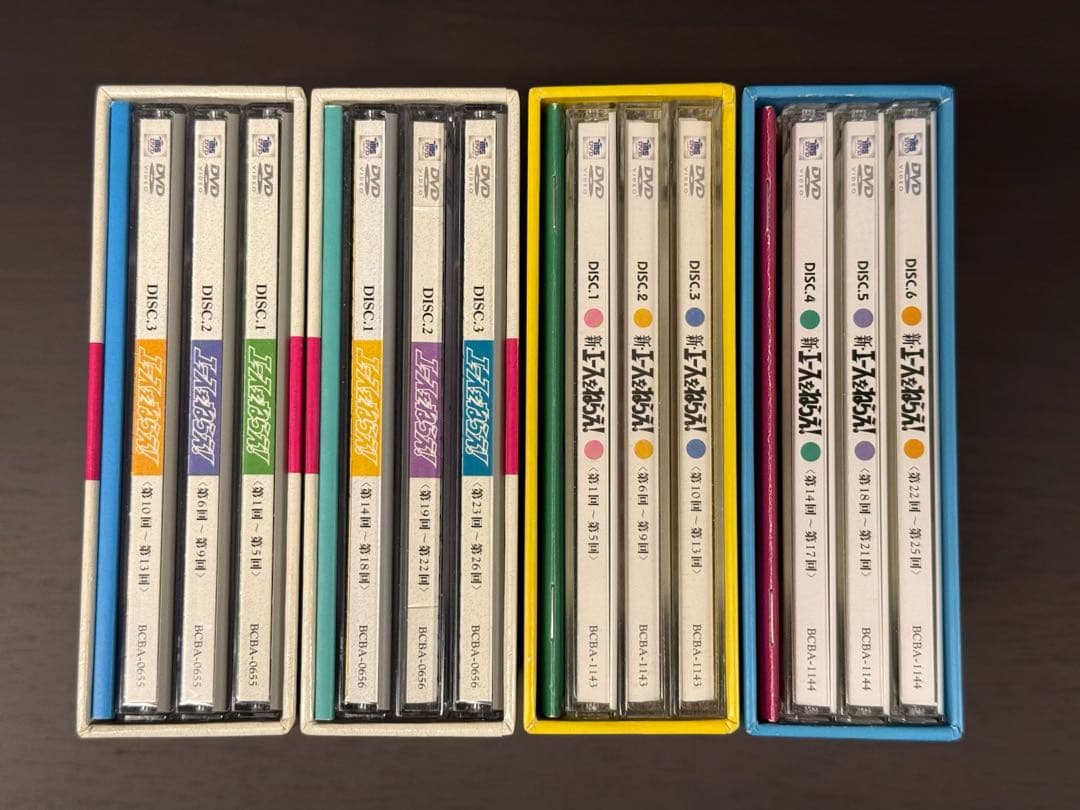 DVD
VIDEO
DISC.3
エースをねらえ!
〈第10回～第13回〉
BCBA-0655
DVD
VIDEO
DISC.2
エースをねらえ!
〈第6回～第9回〉
BCBA-0655
DVD
VIDEO
DISC.1
エースをねらえ!
〈第1回～第5回〉
BCBA-0655
DVD
VIDEO
DISC.1
エースをねらえ!
〈第14回～第18回〉
BCBA-0656
DVD
VIDEO
DISC.2
エースをねらえ!
〈第19回～第22回〉
BCBA-0656
DVD
VIDEO
DISC.3
エースをねらえ!
〈第23回～第26回〉
BCBA-0656
DVD
VIDEO
DISC.1
新・エースをねらえ!
〈第1回～第5回〉
BCBA-1143
DVD
VIDEO
DISC.2
新・エースをねらえ!
〈第6回～第9回〉
BCBA-1143
DVD
VIDEO
DISC.3
新・エースをねらえ!
〈第10回～第13回〉
BCBA-1143
DVD
VIDEO
DISC.4
新・エースをねらえ!
〈第14回～第17回〉
BCBA-1144
DVD
VIDEO
DISC.5
新・エースをねらえ!
〈第18回～第21回〉
BCBA-1144
DVD
VIDEO
DISC.6
新・エースをねらえ!
〈第22回～第25回〉
BCBA-1144